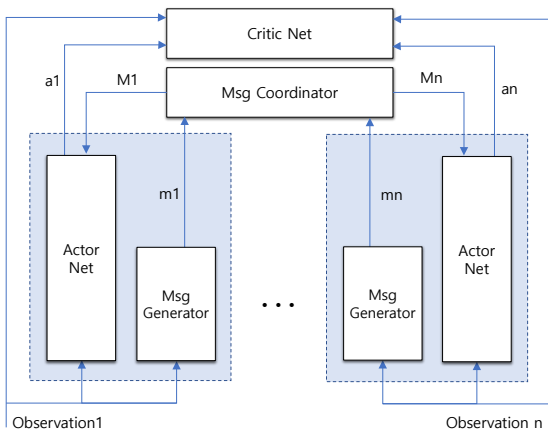 Critic Net
a1
M1
Msg Coordinator
Mn
an
m1
mn
Actor
Net
Msg
Generator
...
Msg
Generator
Actor
Net
Observation1
Observation n